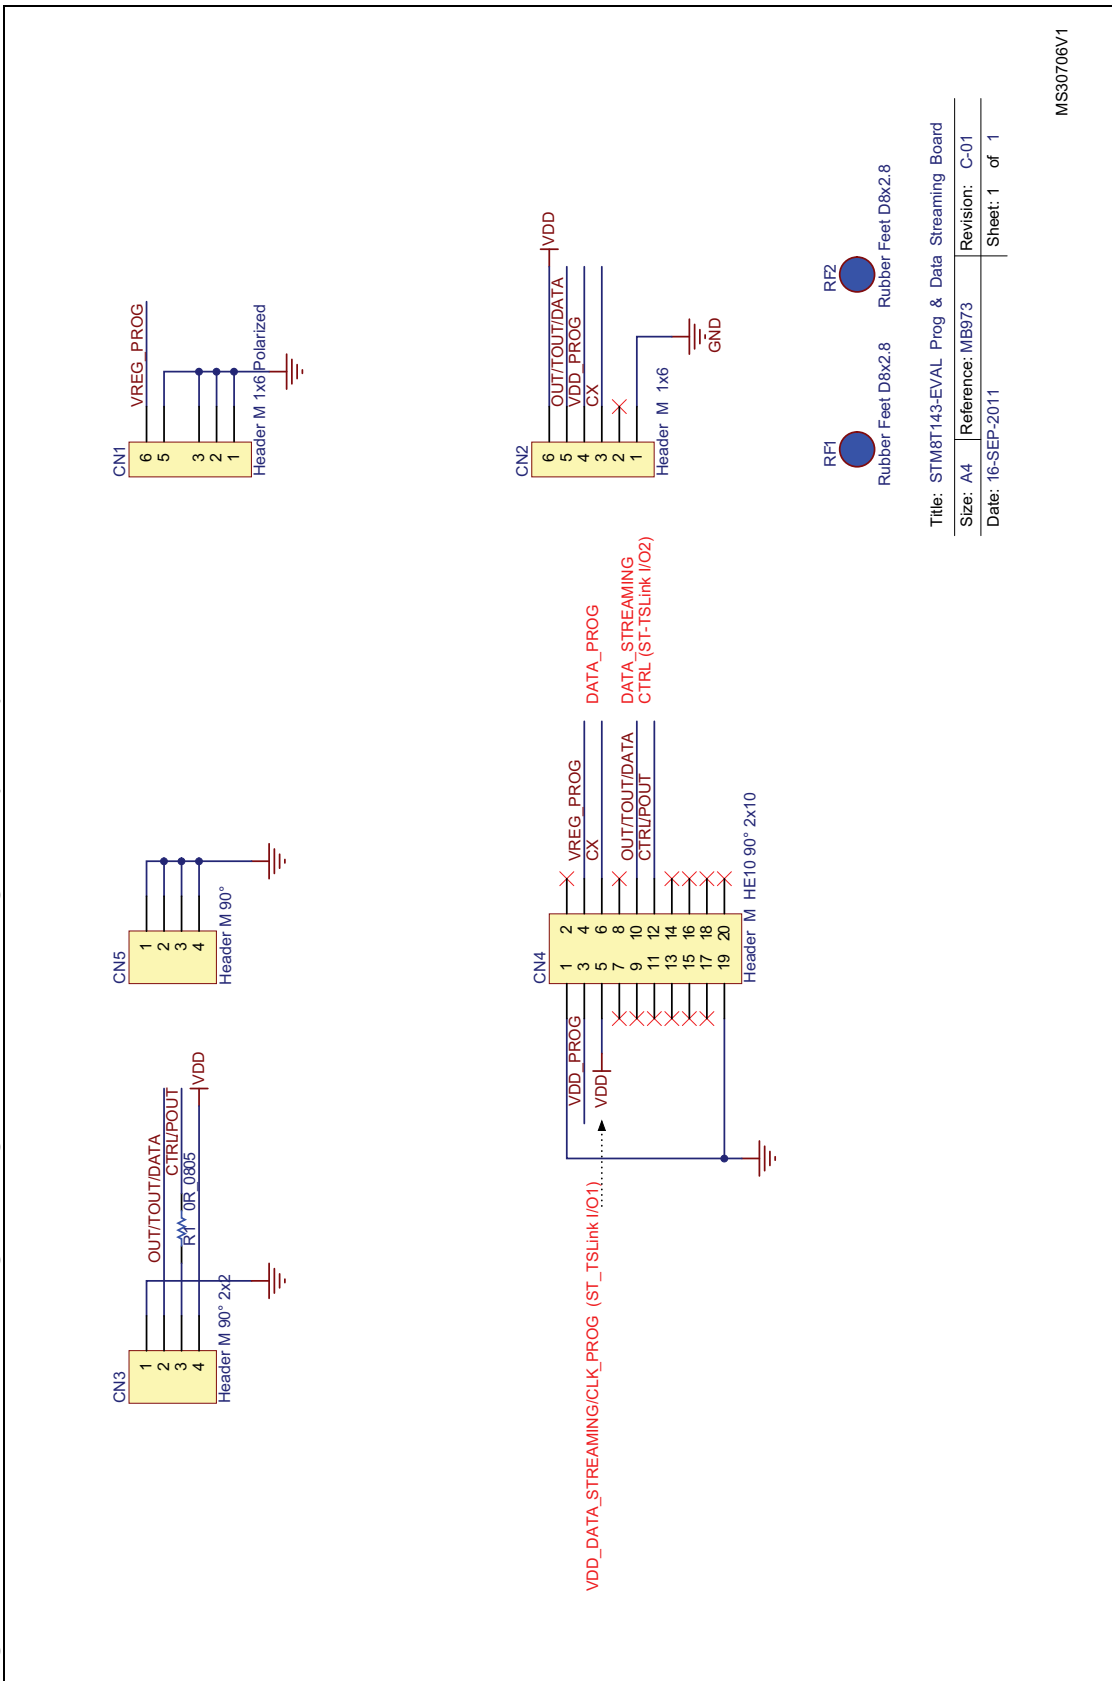 CN3
1
2
3
4
Header M 90° 2x2
OUT/TOUT/DATA
CTRL/POUT
R1 0R_0805
VDD
CN5
1
2
3
4
Header M 90°
CN1
6
5
3
2
1
Header M 1x6 Polarized
VREG_PROG
VDD_DATA_STREAMING/CLK_PROG (ST_TSLink I/O1)
VDD_PROG
VDD
CN4
1 2
3 4
5 6
7 8
9 10
11 12
13 14
15 16
17 18
19 20
Header M HE10 90° 2x10
VREG_PROG
CX
OUT/TOUT/DATA
CTRL/POUT
DATA_PROG
DATA_STREAMING
CTRL (ST-TSLink I/O2)
CN2
6
5
4
3
2
1
Header M 1x6
VDD
OUT/TOUT/DATA
VDD_PROG
CX
GND
RF1
Rubber Feet D8x2.8
RF2
Rubber Feet D8x2.8
Title: STM8T143-EVAL Prog & Data Streaming Board
Size: A4 Reference: MB973 Revision: C-01
Date: 16-SEP-2011 Sheet: 1 of 1
MS30706V1